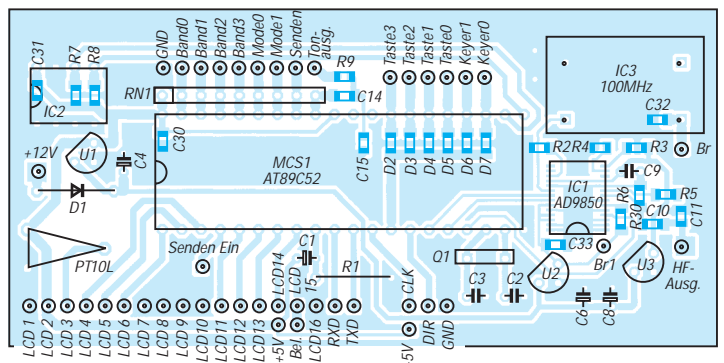 C31
R7
R8
IC2
GND
Band0
Band1
Band2
Band3
Mode0
Mode1
Senden
Ton-
ausg.
R9
RN1
C14
Taste3
Taste2
Taste1
Taste0
Keyer1
Keyer0
IC3
100MHz
C32
+12V
U1
C4
D1
C30
MCS1
AT89C52
C15
D2
D3
D4
D5
D6
D7
R2
R4
R3
Br
C9
IC1
AD9850
R6
R5
R30
C10
C11
PT10L
Senden Ein
C1
R1
Q1
C33
Br1
U2
U3
HF-
Ausg.
C3
C2
C6
C8
LCD 1
LCD 2
LCD 3
LCD 4
LCD 5
LCD 6
LCD 7
LCD 8
LCD 9
LCD10
LCD11
LCD12
LCD13
LCD14
+5V
LCD
15
Bel.
LCD16
RXD
TXD
CLK
-5V
DIR
GND